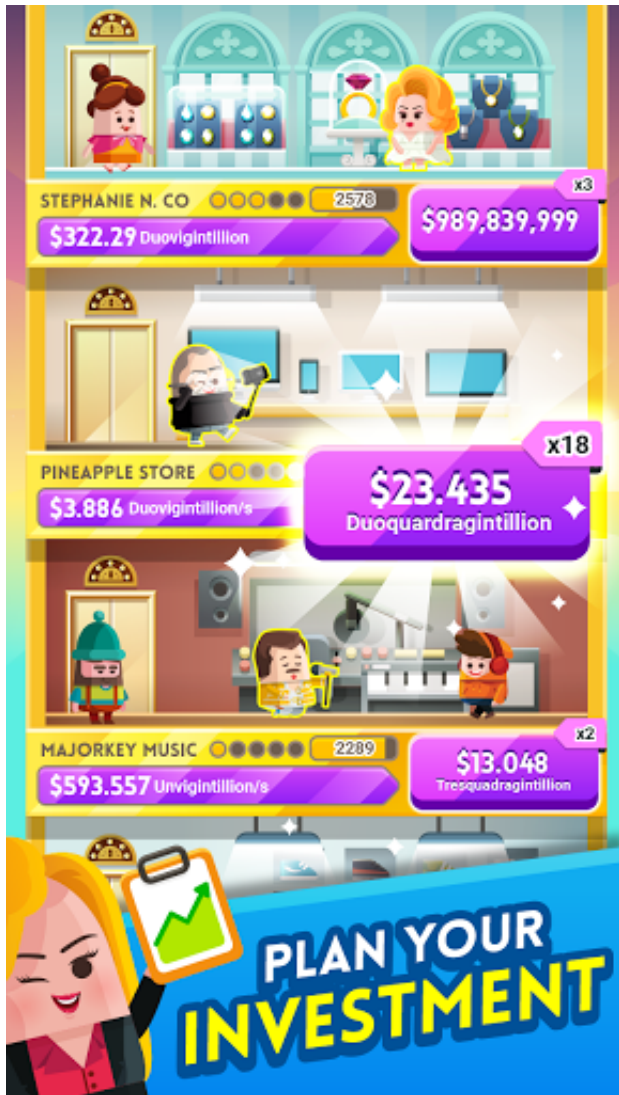 x3
STEPHANIE N. CO
2578
$989,839,999
$322.29 Duovigintillion
x18
PINEAPPLE STORE
$23.435
Duoquardragintillion
$3.886 Duovigintillion/s
x2
MAJORKEY MUSIC
2289
$13.048
Tresquadragintillion
$593.557 Unvigintillion/s
PLAN YOUR
INVESTMENT